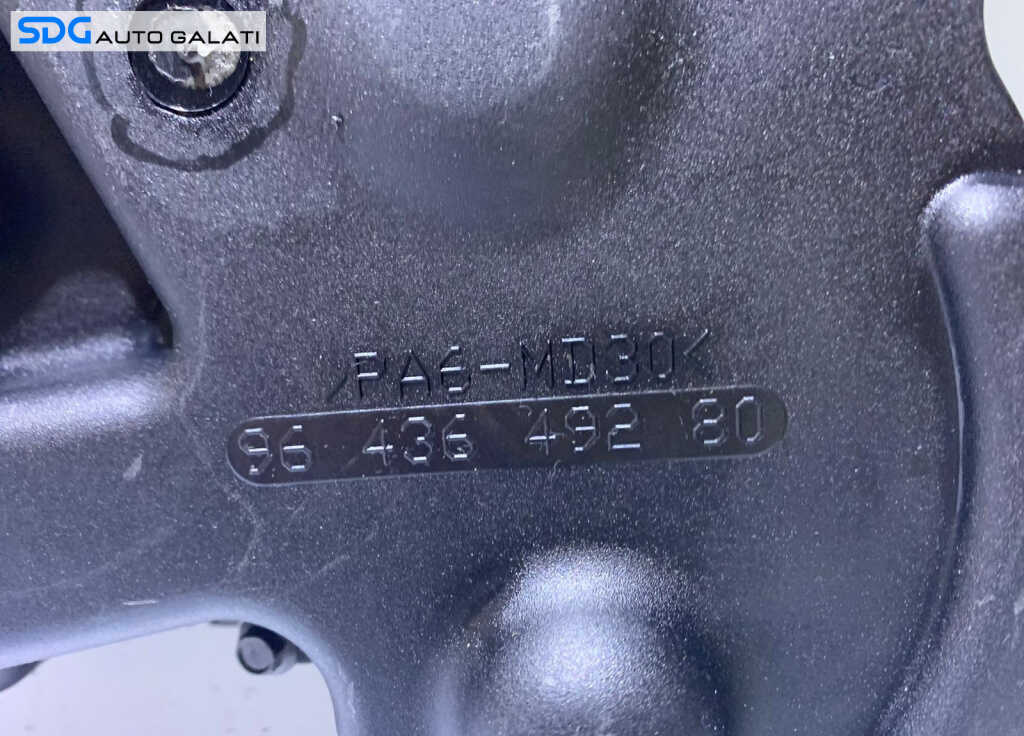 SDG AUTO GALATI
>PA6-MD30<
96 436 492 80